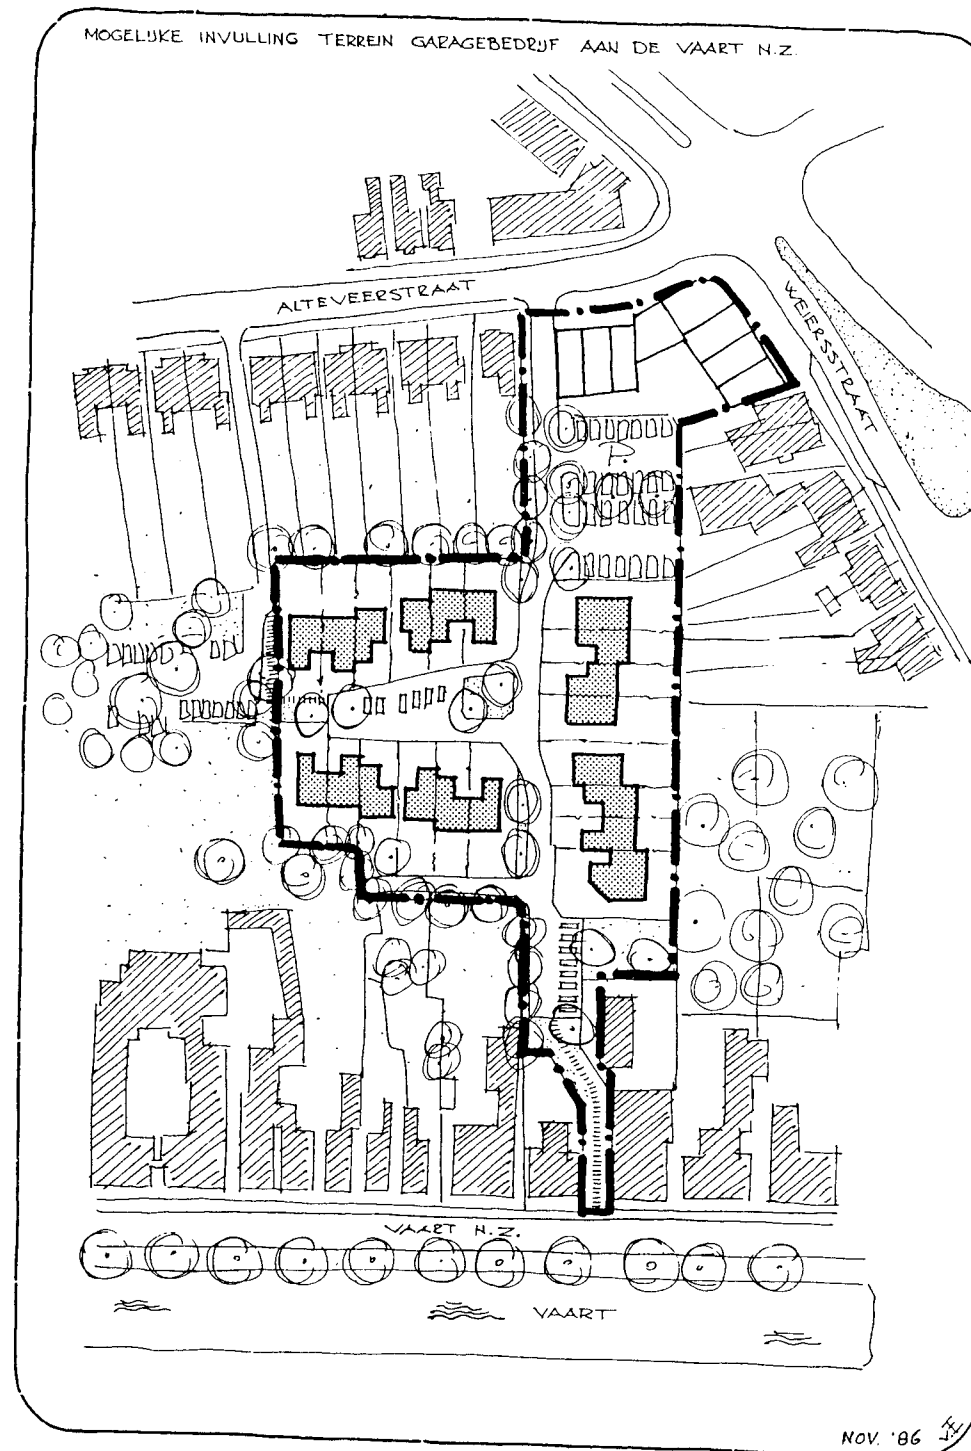 MOGELIJKE INVULLING TERREIN GARAGEBEDRIJF AAN DE VAART N.Z.
ALTEVEERSTRAAT
WEIERSSTRAAT
P.
VAART N.Z.
VAART
NOV. '86